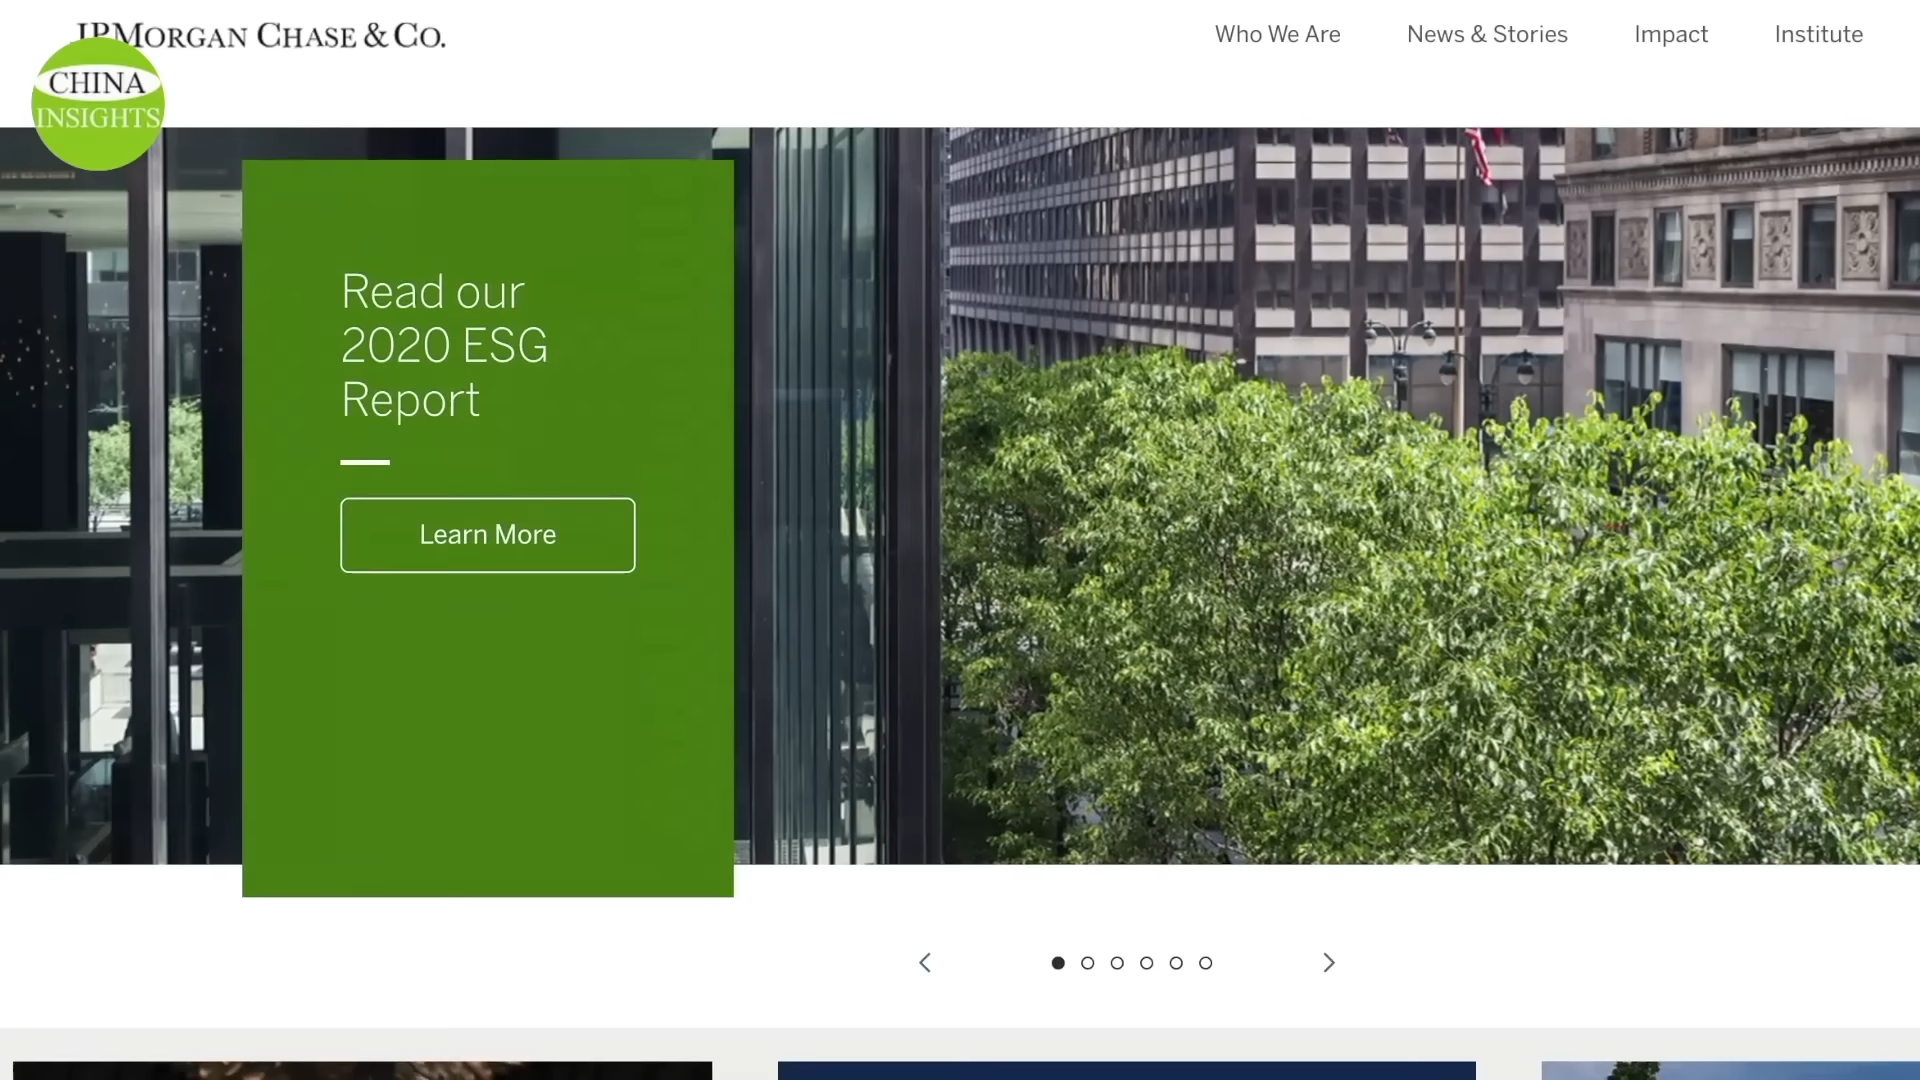 JPMORGAN CHASE & CO.
Who We Are
News & Stories
Impact
Institute
CHINA
INSIGHTS
Read our
2020 ESG
Report
Learn More